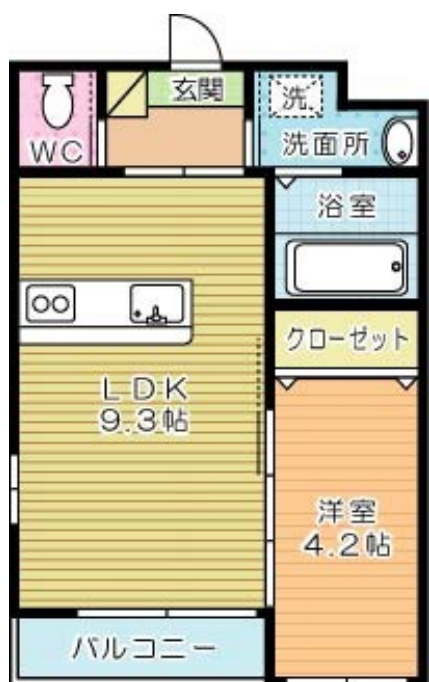 玄関
洗
WC
洗面所
浴室
クローゼット
LDK
9.3帖
洋室
4.2帖
バルコニー